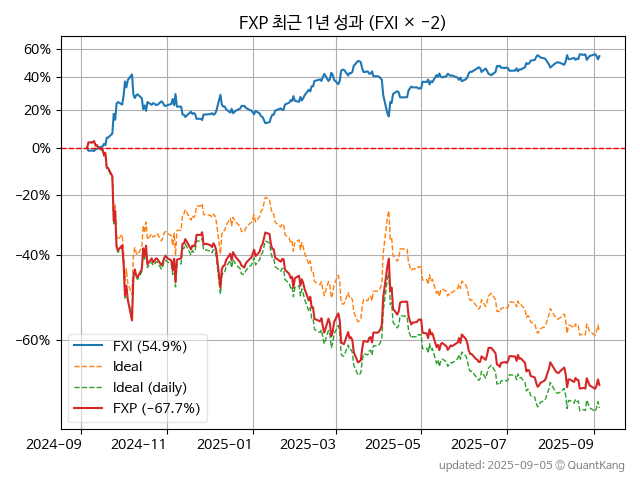 FXP 최근 1년 성과 (FXI × −2)
60%
40%
20%
0%
−20%
−40%
−60%
FXI (54.9%)
Ideal
Ideal (daily)
FXP (−67.7%)
2024-09 2024-11 2025-01 2025-03 2025-05 2025-07 2025-09
updated: 2025-09-05 © QuantKang